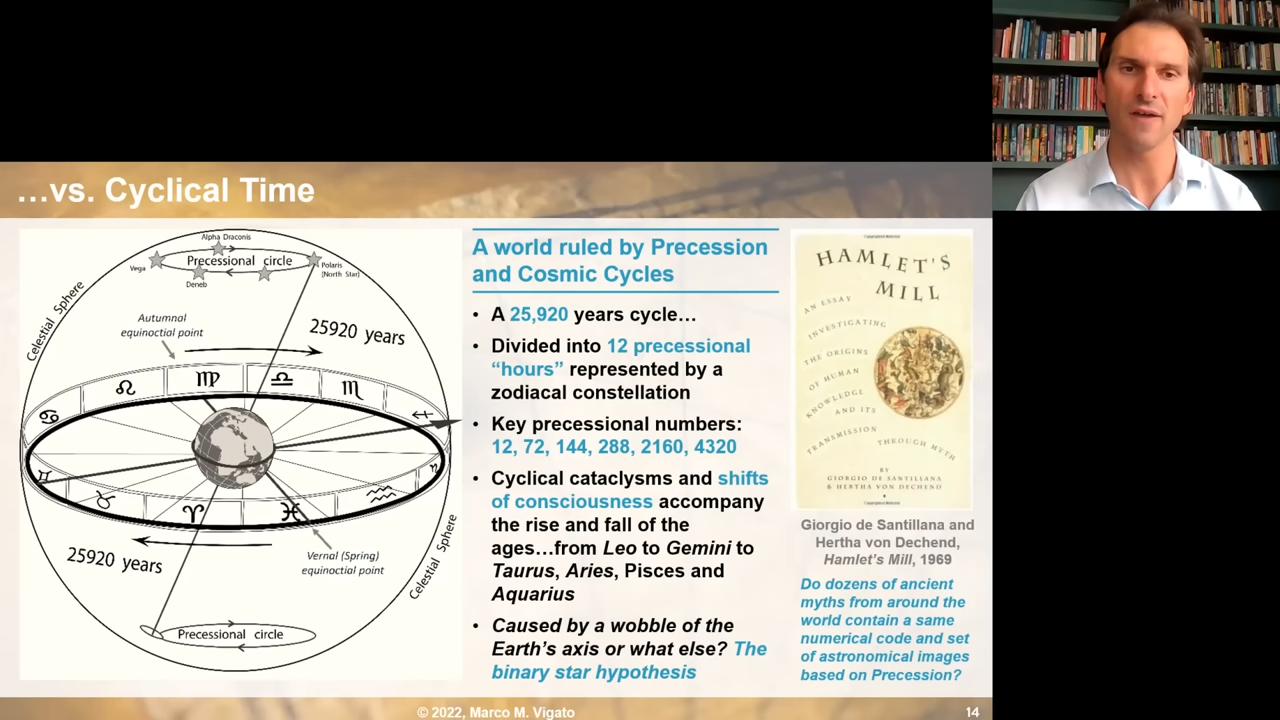 …vs. Cyclical Time
Alpha Draconis
Precessional circle
Vega
Deneb
Polaris
(North Star)
Celestial Sphere
Autumnal
equinoctial point
25920 years
♌ ♍ ♎ ♏
♋ ♐
♊ ♑
♉ ♈ ♓ ♒
25920 years
Vernal (Spring)
equinoctial point
Celestial Sphere
Precessional circle
A world ruled by Precession
and Cosmic Cycles
• A 25,920 years cycle…
• Divided into 12 precessional
“hours” represented by a
zodiacal constellation
• Key precessional numbers:
12, 72, 144, 288, 2160, 4320
• Cyclical cataclysms and shifts
of consciousness accompany
the rise and fall of the
ages…from Leo to Gemini to
Taurus, Aries, Pisces and
Aquarius
• Caused by a wobble of the
Earth’s axis or what else? The
binary star hypothesis
HAMLET'S
MILL
AN ESSAY
INVESTIGATING
THE ORIGINS
OF HUMAN
KNOWLEDGE
AND ITS
TRANSMISSION
THROUGH MYTH
BY
GIORGIO DE SANTILLANA
& HERTHA VON DECHEND
Giorgio de Santillana and
Hertha von Dechend,
Hamlet’s Mill, 1969
Do dozens of ancient
myths from around the
world contain a same
numerical code and set
of astronomical images
based on Precession?
© 2022, Marco M. Vigato
14